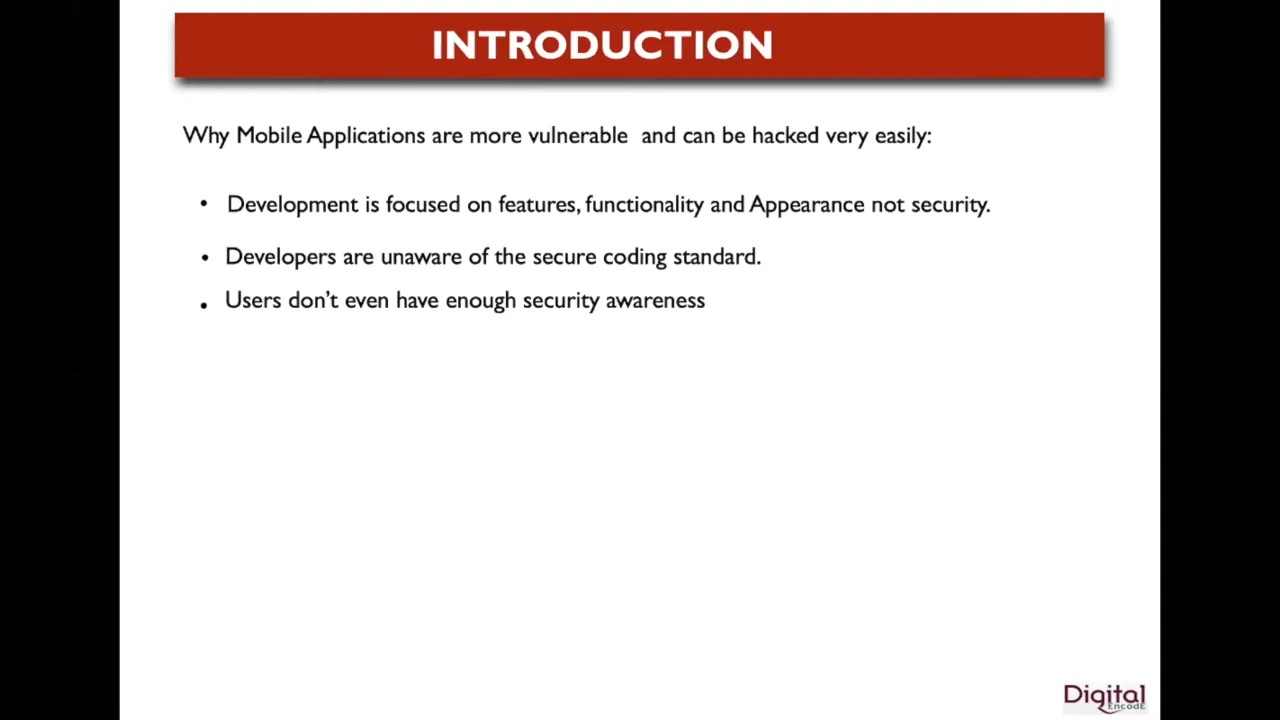 INTRODUCTION
Why Mobile Applications are more vulnerable and can be hacked very easily:
• Development is focused on features, functionality and Appearance not security.
• Developers are unaware of the secure coding standard.
• Users don't even have enough security awareness
Digital
EncodE